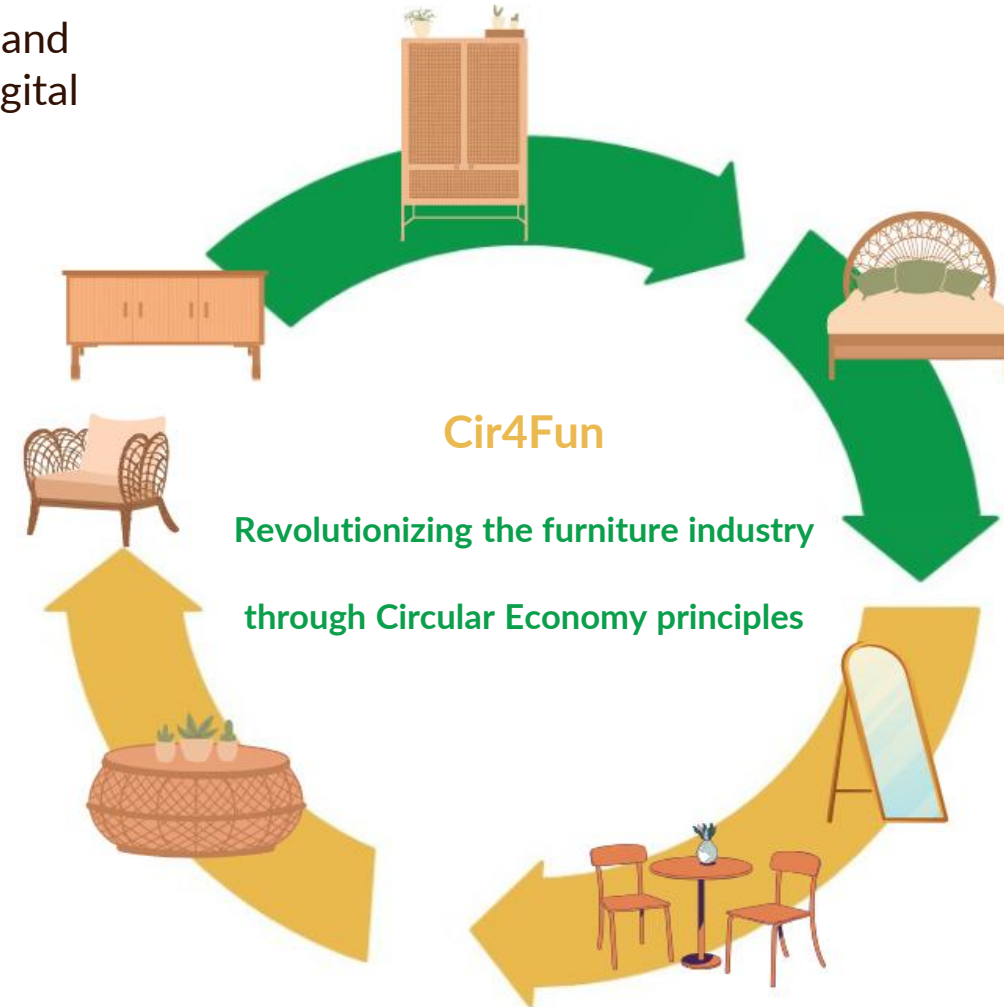 and
gital
Cir4Fun
Revolutionizing the furniture industry
through Circular Economy principles